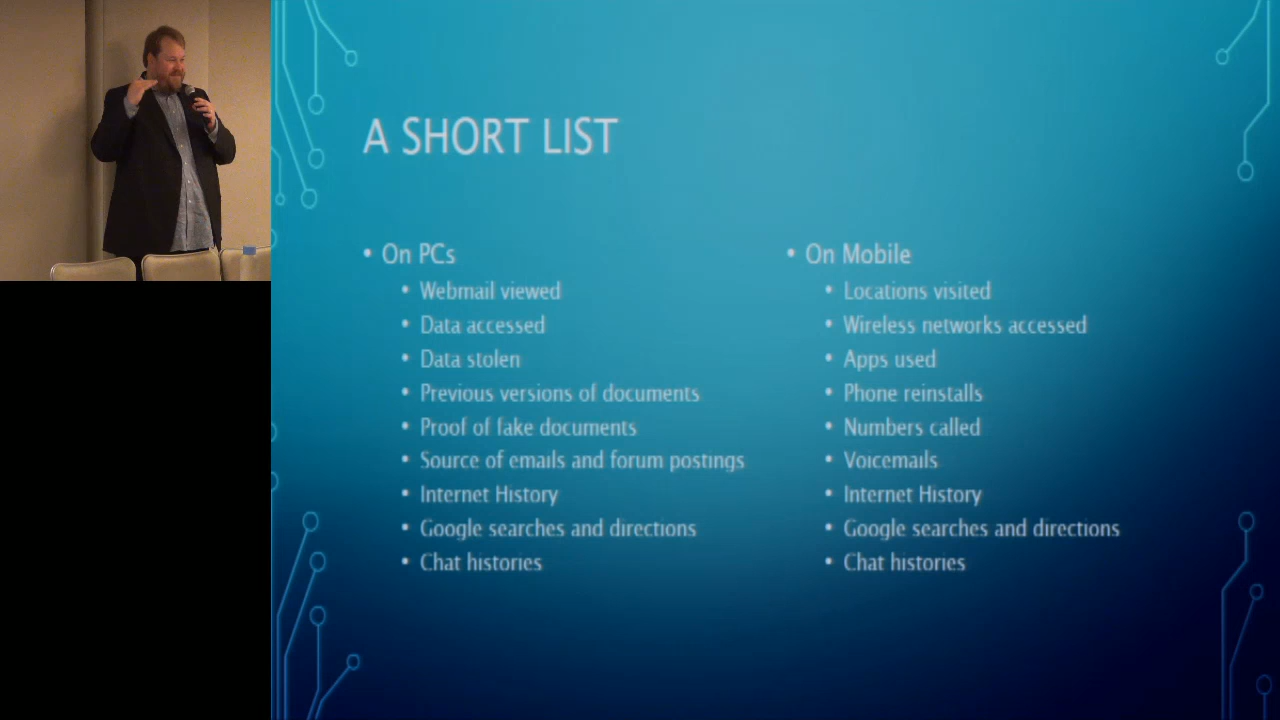 A SHORT LIST
• On PCs
• Webmail viewed
• Data accessed
• Data stolen
• Previous versions of documents
• Proof of fake documents
• Source of emails and forum postings
• Internet History
• Google searches and directions
• Chat histories
• On Mobile
• Locations visited
• Wireless networks accessed
• Apps used
• Phone reinstalls
• Numbers called
• Voicemails
• Internet History
• Google searches and directions
• Chat histories